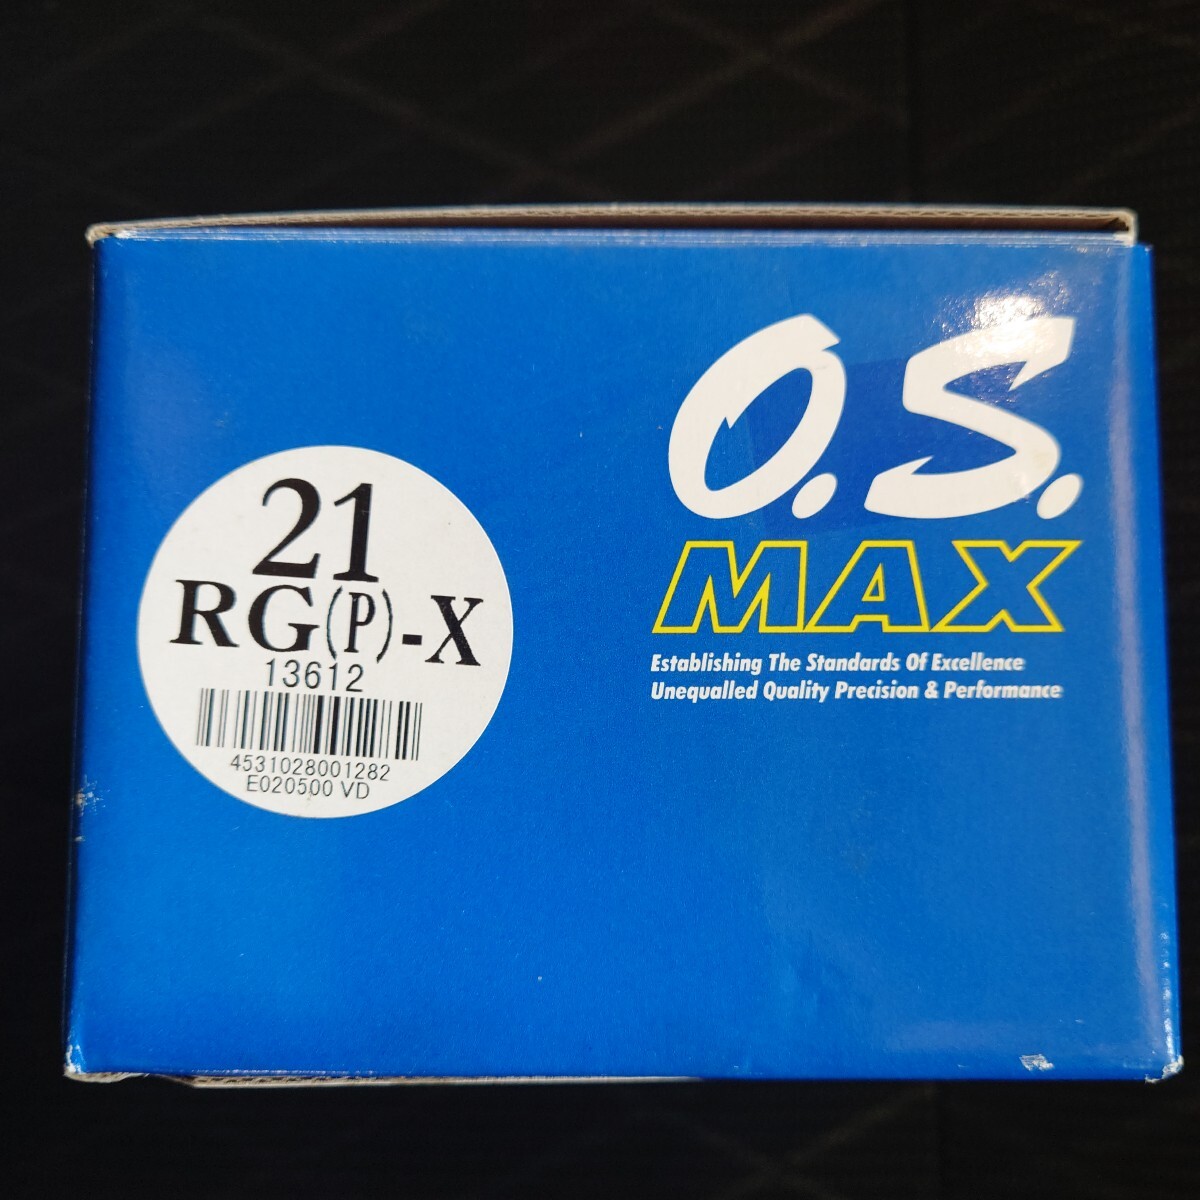 O.S.
MAX
Establishing The Standards Of Excellence
Unequalled Quality Precision & Performance
21
RG(P)-X
13612
4531028001282
E020500 VD